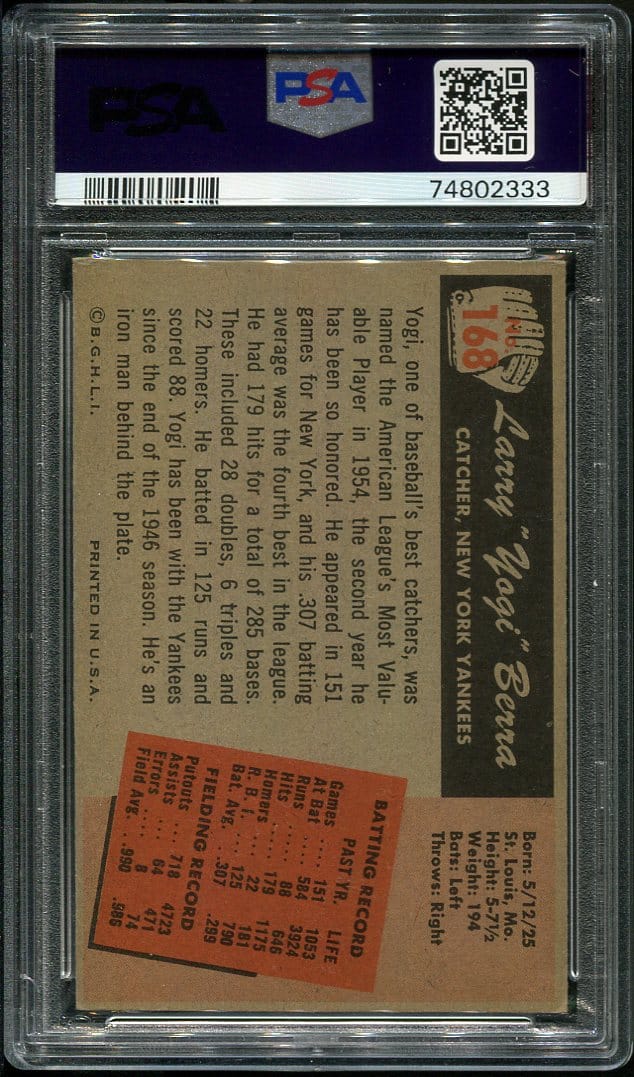 PSA
PSA
74802333
No.
168
Larry "Yogi" Berra
CATCHER, NEW YORK YANKEES
Born: 5/12/25
St. Louis, Mo.
Height: 5-7½
Weight: 194
Bats: Left
Throws: Right
Yogi, one of baseball's best catchers, was
named the American League's Most Valu-
able Player in 1954, the second year he
has been so honored. He appeared in 151
games for New York, and his .307 batting
average was the fourth best in the league.
He had 179 hits for a total of 285 bases.
These included 28 doubles, 6 triples and
22 homers. He batted in 125 runs and
scored 88. Yogi has been with the Yankees
since the end of the 1946 season. He's an
iron man behind the plate.
©B.G.H.L.I. PRINTED IN U.S.A.
BATTING RECORD
PAST YR. LIFE
Games . . . . 151 1053
At Bat . . . . 584 3924
Runs . . . . 88 646
Hits . . . . 179 1175
Homers . . . . 22 181
R. B. I. . . . . 125 790
Bat. Avg. . . . .307 .299
FIELDING RECORD
Putouts . . . . 718 4723
Assists . . . . 64 471
Errors . . . . 8 74
Field Avg. . . . .990 .986